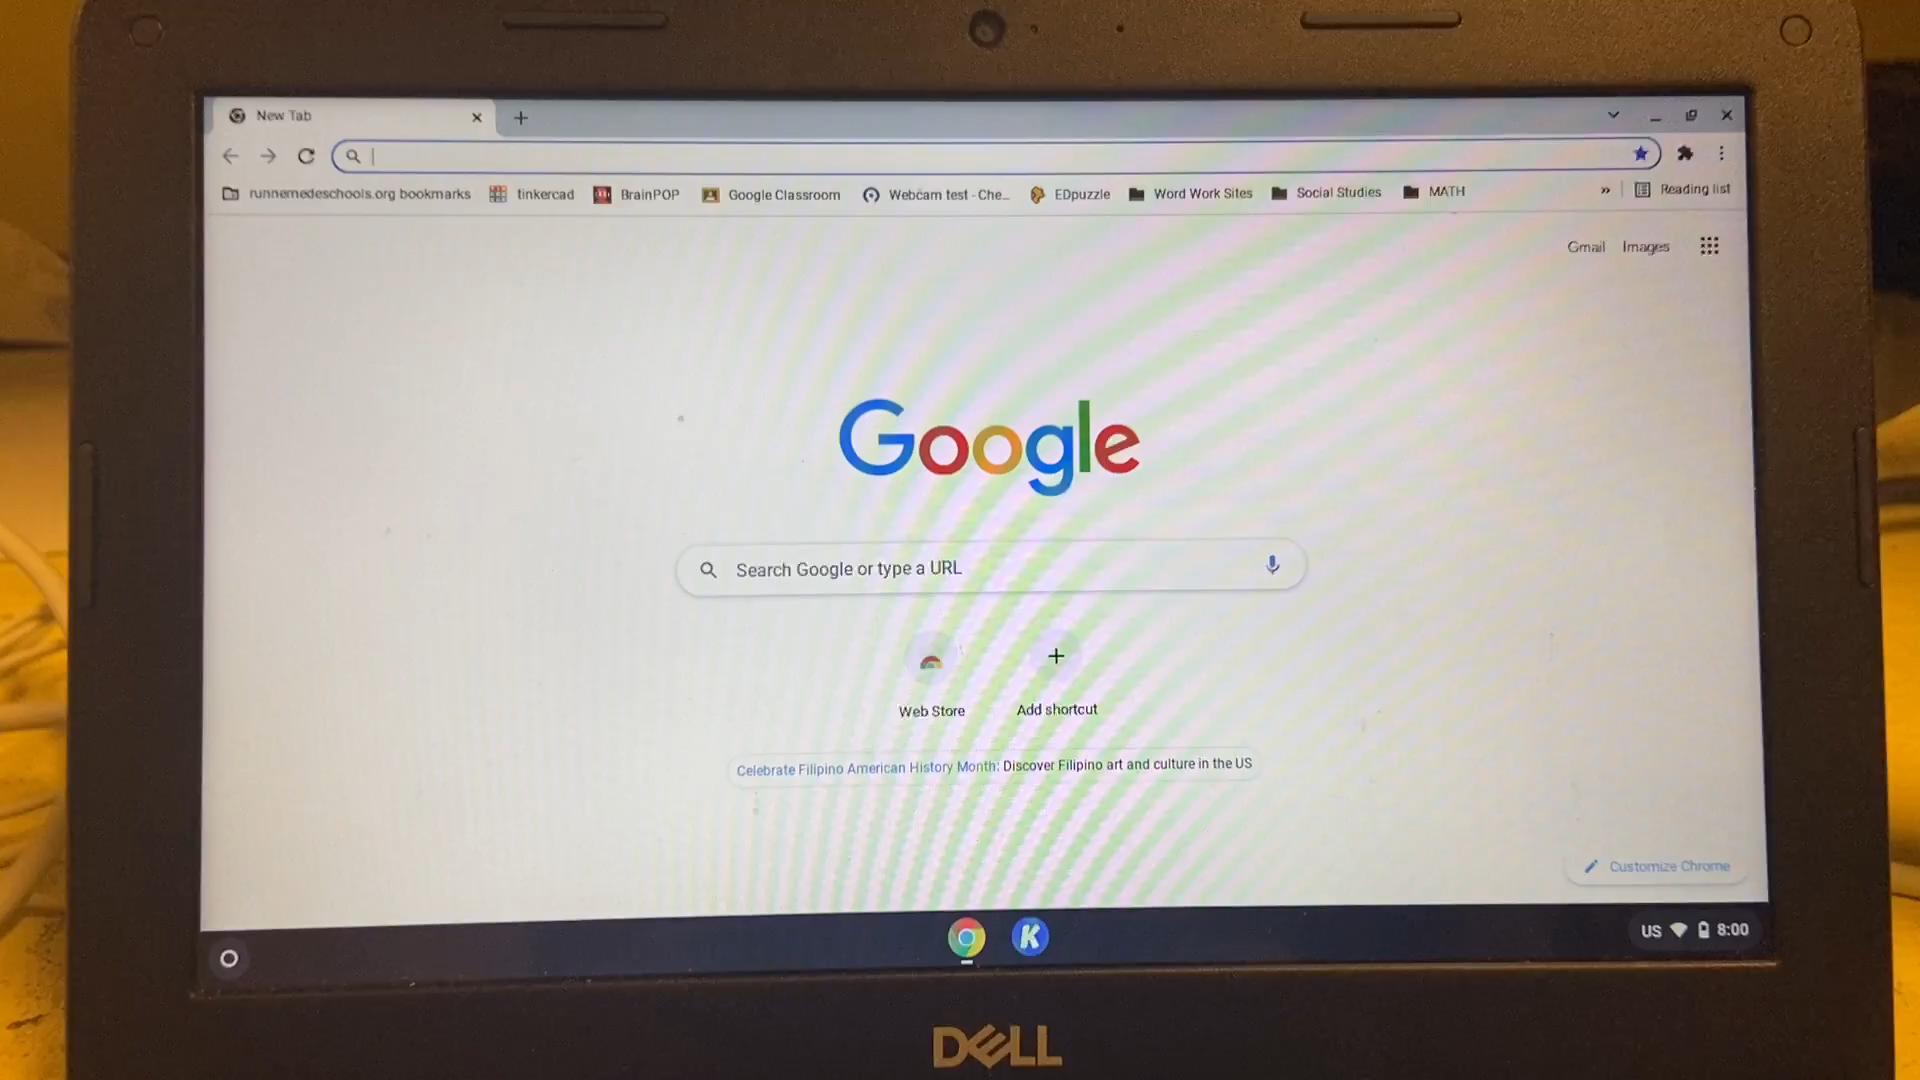 New Tab
runnemedeschools.org bookmarks tinkercad BrainPOP Google Classroom Webcam test - Che... EDpuzzle Word Work Sites Social Studies MATH » Reading list
Gmail Images
Google
Search Google or type a URL
Web Store Add shortcut
Celebrate Filipino American History Month: Discover Filipino art and culture in the US
Customize Chrome
K US 8:00
DELL